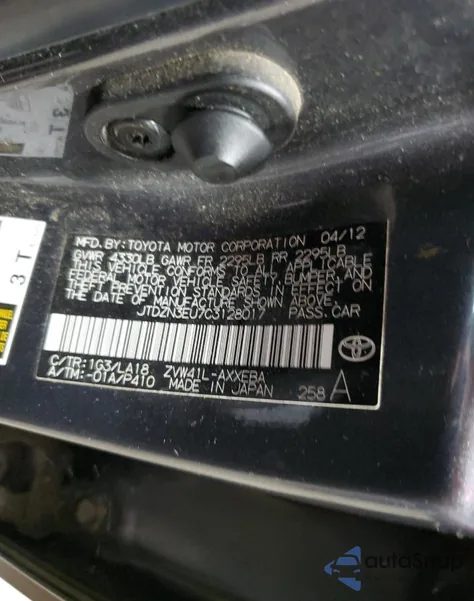 MFD.BY:TOYOTA MOTOR CORPORATION 04/12
GVWR 4330LB GAWR FR 2295LB RR 2295LB
THIS VEHICLE CONFORMS TO ALL APPLICABLE
FEDERAL MOTOR VEHICLE SAFETY, BUMPER, AND
THEFT PREVENTION STANDARDS IN EFFECT ON
THE DATE OF MANUFACTURE SHOWN ABOVE.
JTDZN3EU7C3128017 PASS.CAR
C/TR:1G3/LA18 ZVW41L-AXXEBA
A/TM:-01A/P410 MADE IN JAPAN 258 A
3 T
autoSnap